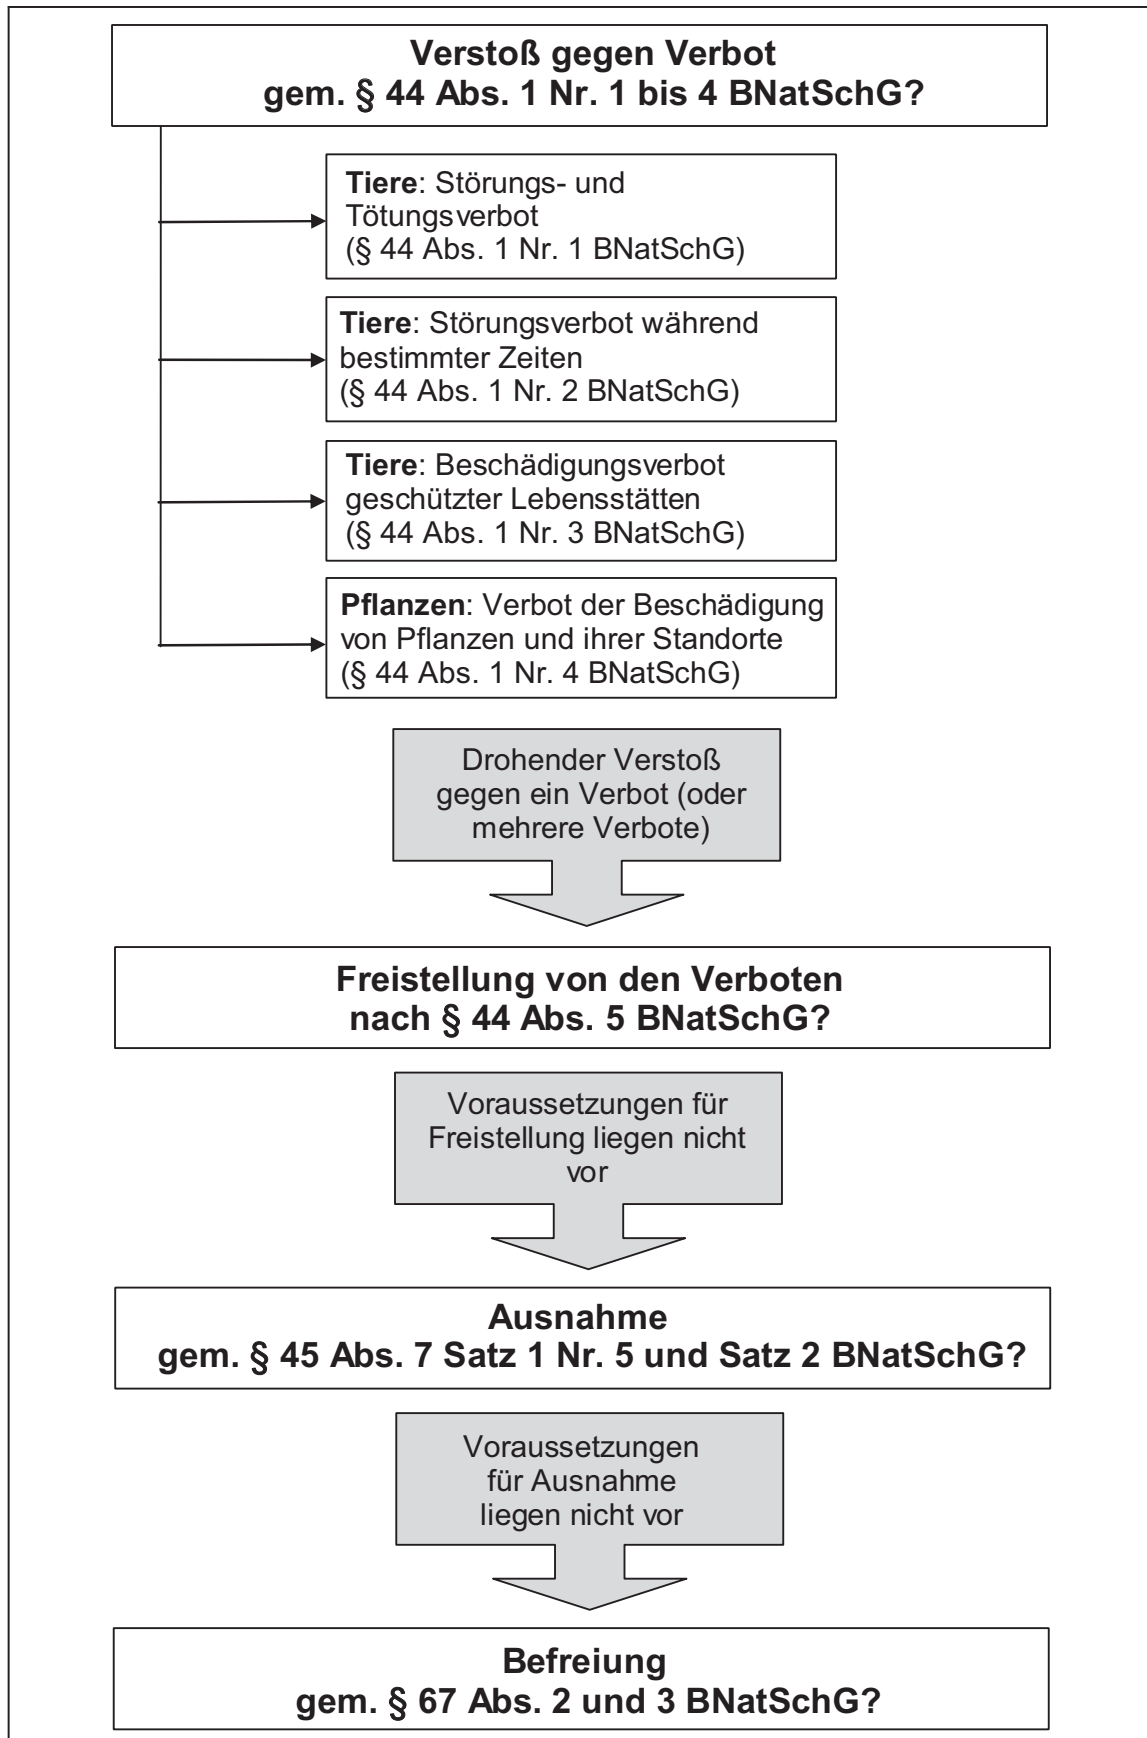 Verstoß gegen Verbot
gem. § 44 Abs. 1 Nr. 1 bis 4 BNatSchG?
Tiere: Störungs- und
Tötungsverbot
(§ 44 Abs. 1 Nr. 1 BNatSchG)
Tiere: Störungsverbot während
bestimmter Zeiten
(§ 44 Abs. 1 Nr. 2 BNatSchG)
Tiere: Beschädigungsverbot
geschützter Lebensstätten
(§ 44 Abs. 1 Nr. 3 BNatSchG)
Pflanzen: Verbot der Beschädigung
von Pflanzen und ihrer Standorte
(§ 44 Abs. 1 Nr. 4 BNatSchG)
Drohender Verstoß
gegen ein Verbot (oder
mehrere Verbote)
Freistellung von den Verboten
nach § 44 Abs. 5 BNatSchG?
Voraussetzungen für
Freistellung liegen nicht
vor
Ausnahme
gem. § 45 Abs. 7 Satz 1 Nr. 5 und Satz 2 BNatSchG?
Voraussetzungen
für Ausnahme
liegen nicht vor
Befreiung
gem. § 67 Abs. 2 und 3 BNatSchG?